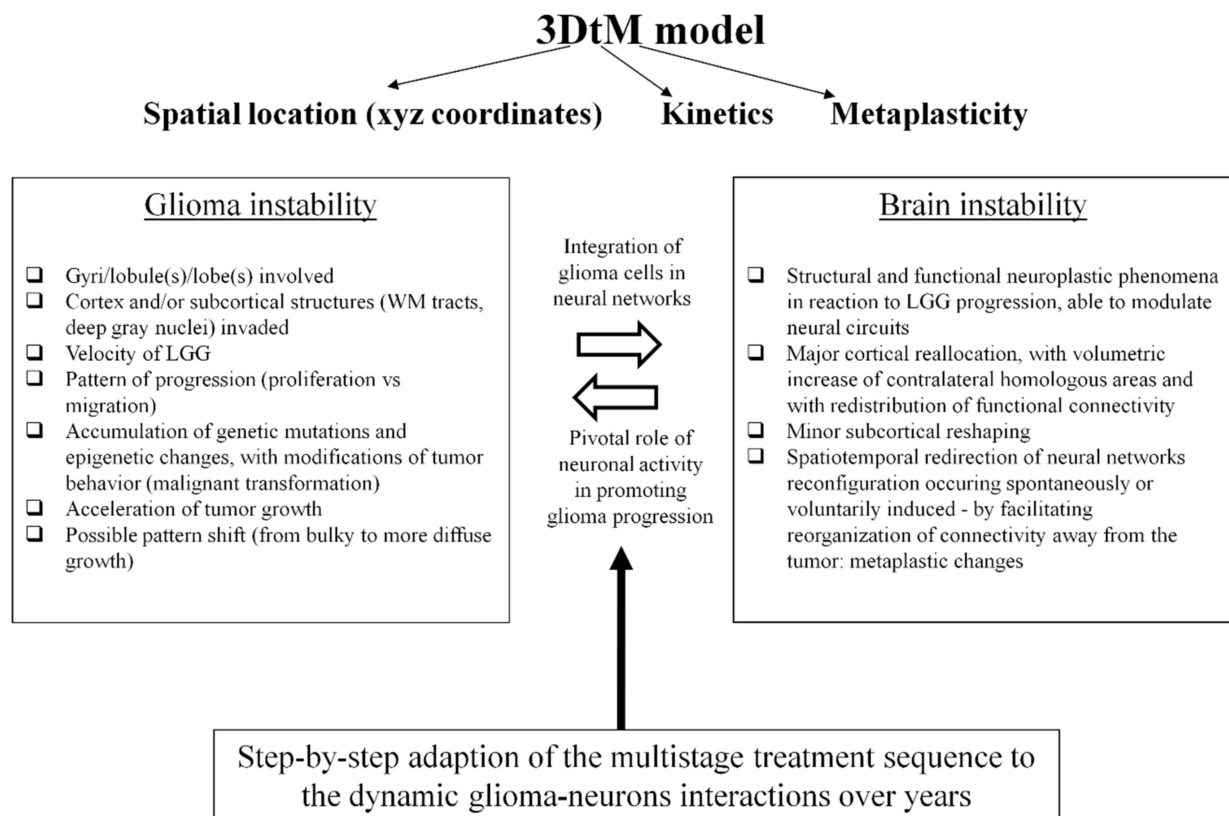 3DtM model
Spatial location (xyz coordinates) Kinetics Metaplasticity
Glioma instability
Gyri/lobule(s)/lobe(s) involved
Cortex and/or subcortical structures (WM tracts,
deep gray nuclei) invaded
Velocity of LGG
Pattern of progression (proliferation vs
migration)
Accumulation of genetic mutations and
epigenetic changes, with modifications of tumor
behavior (malignant transformation)
Acceleration of tumor growth
Possible pattern shift (from bulky to more diffuse
growth)
Integration of
glioma cells in
neural networks
Pivotal role of
neuronal activity
in promoting
glioma progression
Brain instability
Structural and functional neuroplastic phenomena
in reaction to LGG progression, able to modulate
neural circuits
Major cortical reallocation, with volumetric
increase of contralateral homologous areas and
with redistribution of functional connectivity
Minor subcortical reshaping
Spatiotemporal redirection of neural networks
reconfiguration occuring spontaneously or
voluntarily induced - by facilitating
reorganization of connectivity away from the
tumor: metaplastic changes
Step-by-step adaption of the multistage treatment sequence to
the dynamic glioma-neurons interactions over years